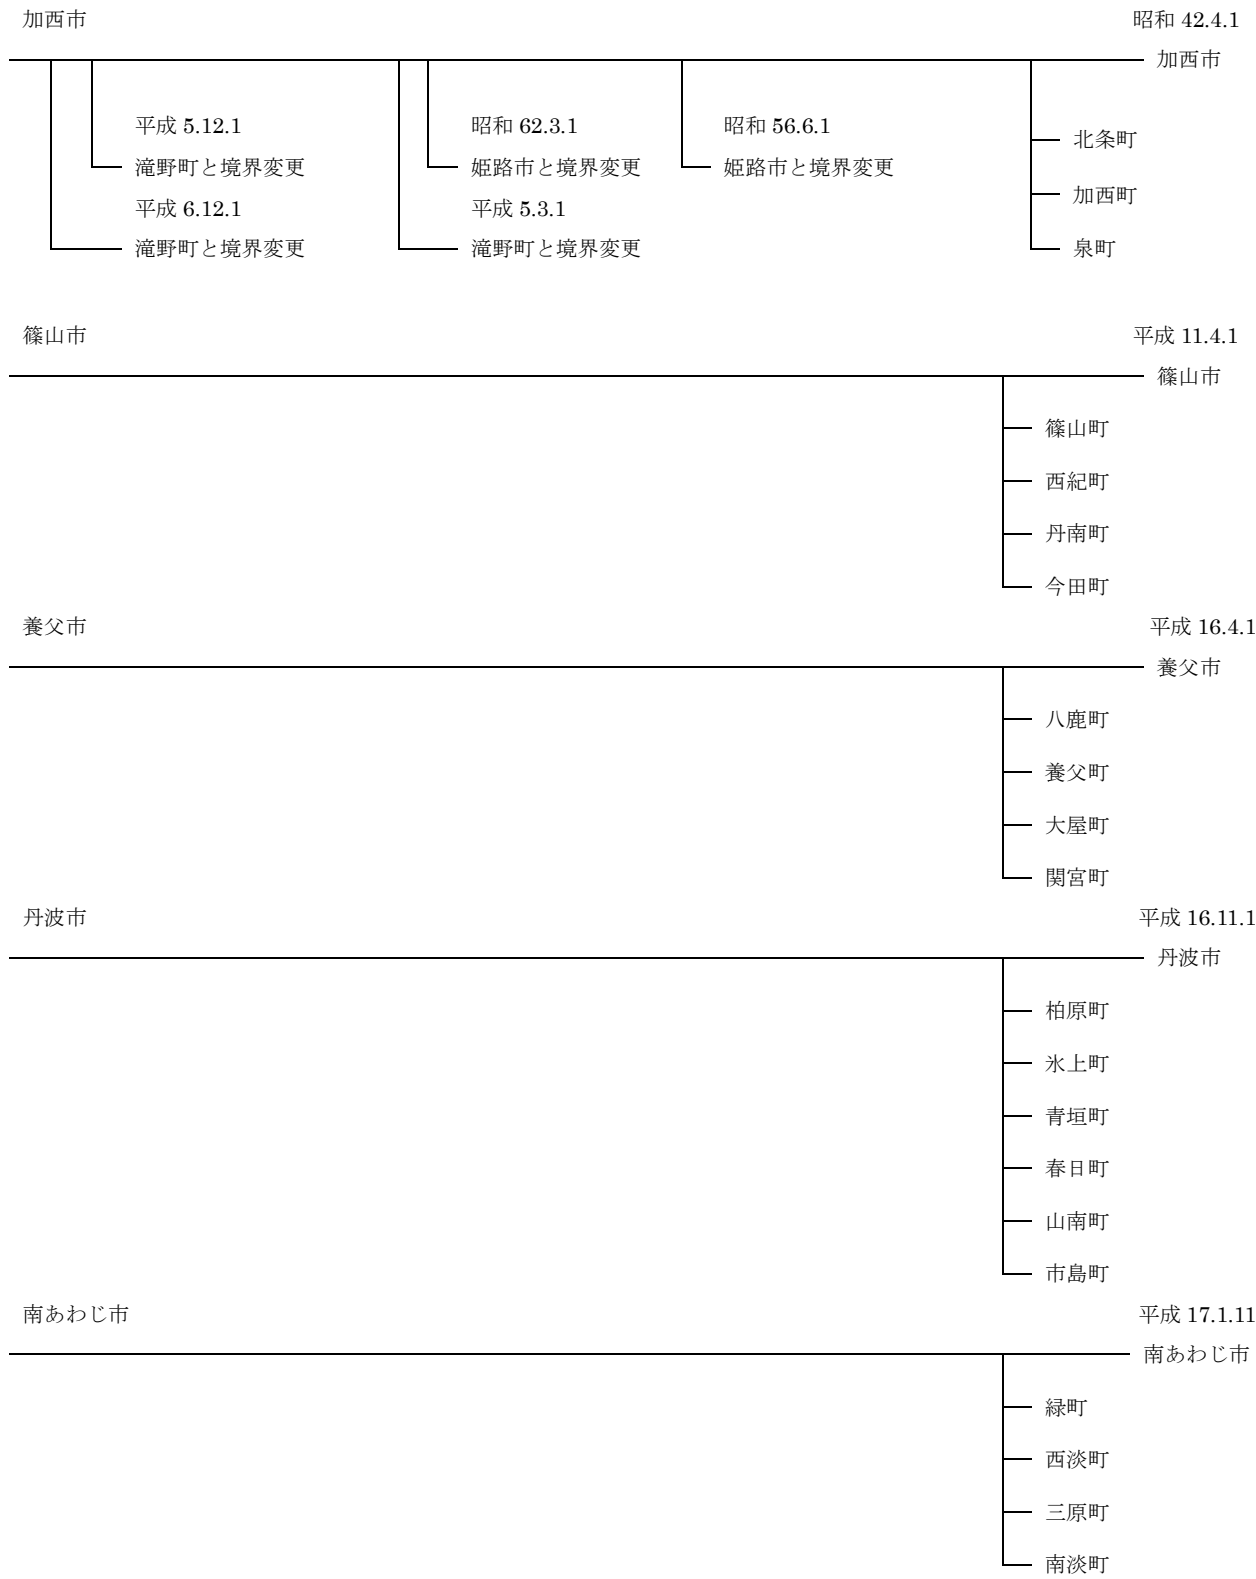 加西市 昭和 42.4.1
加西市
平成 5.12.1 昭和 62.3.1 昭和 56.6.1
北条町
滝野町と境界変更 姫路市と境界変更 姫路市と境界変更
加西町
平成 6.12.1 平成 5.3.1
滝野町と境界変更 滝野町と境界変更 泉町
篠山市 平成 11.4.1
篠山市
篠山町
西紀町
丹南町
今田町
養父市 平成 16.4.1
養父市
八鹿町
養父町
大屋町
関宮町
丹波市 平成 16.11.1
丹波市
柏原町
氷上町
青垣町
春日町
山南町
市島町
南あわじ市 平成 17.1.11
南あわじ市
緑町
西淡町
三原町
南淡町